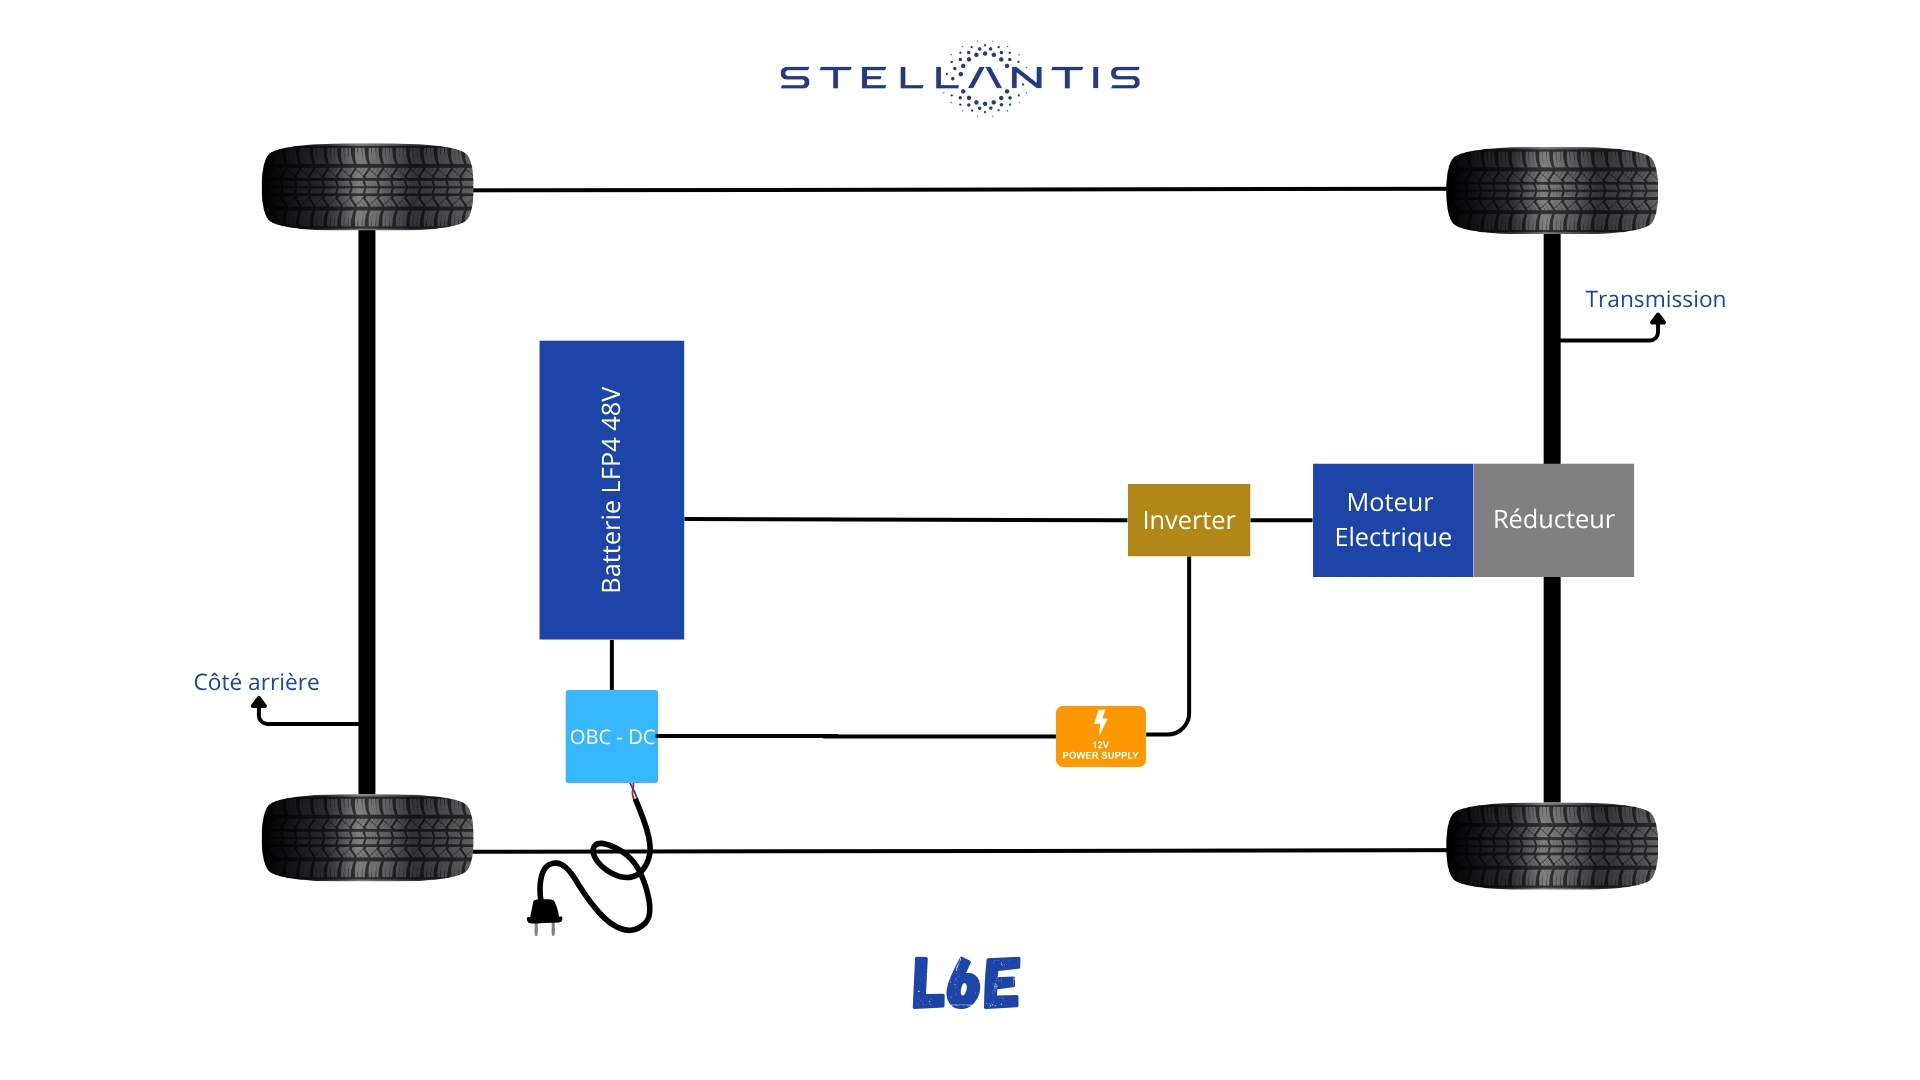 STELLANTIS
Transmission
Batterie LFP4 48V
Inverter
Moteur
Electrique
Réducteur
Côté arrière
OBC - DC
12V
POWER SUPPLY
L6E